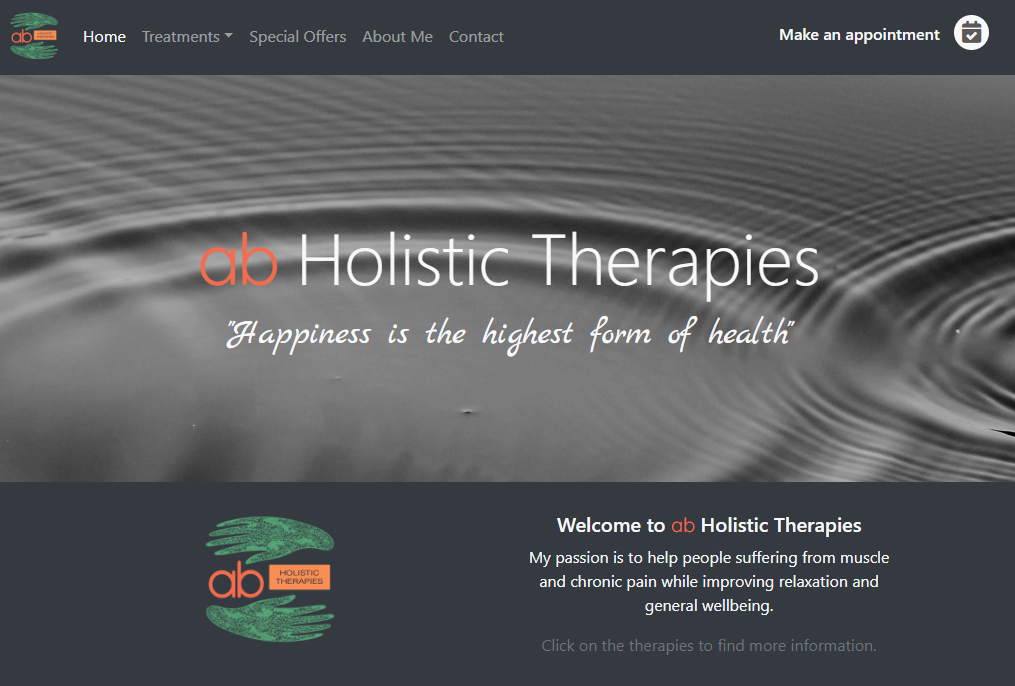 ab HOLISTIC THERAPIES
Home Treatments Special Offers About Me Contact Make an appointment
ab Holistic Therapies
"Happiness is the highest form of health"
ab HOLISTIC
THERAPIES
Welcome to ab Holistic Therapies
My passion is to help people suffering from muscle
and chronic pain while improving relaxation and
general wellbeing.
Click on the therapies to find more information.